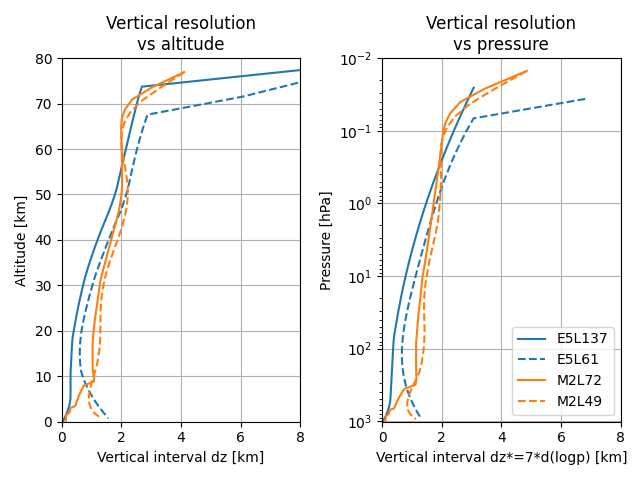 Vertical resolution
vs altitude
80
70
60
50
40
30
20
10
0
Altitude [km]
0 2 4 6 8
Vertical interval dz [km]
Vertical resolution
vs pressure
10⁻²
10⁻¹
10⁰
10¹
10²
10³
Pressure [hPa]
E5L137
E5L61
M2L72
M2L49
0 2 4 6 8
Vertical interval dz*=7*d(logp) [km]